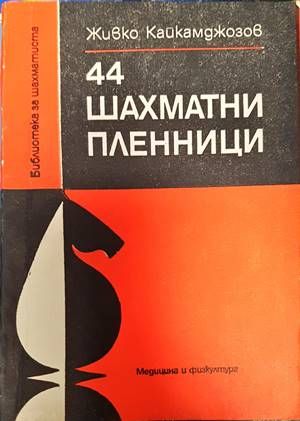 Живко Кайкамджозов
44
ШАХМАТНИ
ПЛЕННИЦИ
Библиотека за шахматиста
Медицина и физкултура